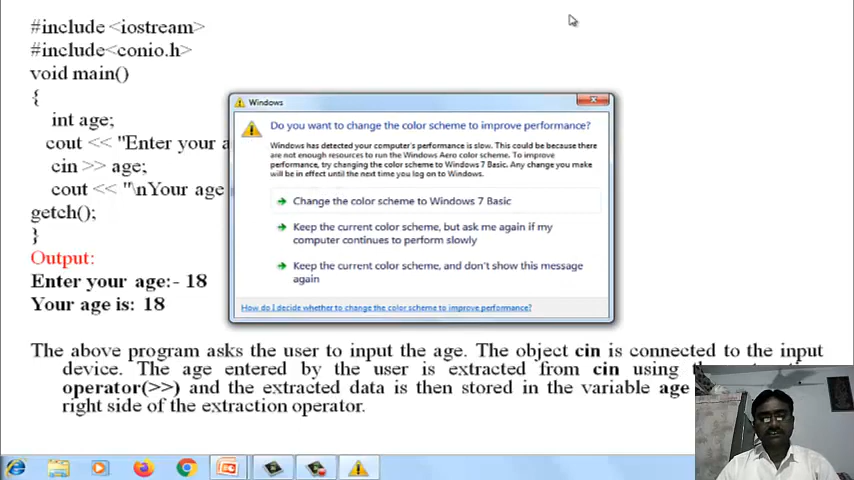 #include <iostream>
#include<conio.h>
void main()
{
int age;
cout << "Enter your a
cin >> age;
cout << "\nYour age
getch();
}
Output:
Enter your age:- 18
Your age is: 18
Windows
Do you want to change the color scheme to improve performance?
Windows has detected your computer's performance is slow. This could be because
there are not enough resources to run the Windows Aero color scheme. To improve
performance, try changing the color scheme to Windows 7 Basic. Any change you make
will be in effect until the next time you log on to Windows.
Change the color scheme to Windows 7 Basic
Keep the current color scheme, but ask me again if my
computer continues to perform slowly
Keep the current color scheme, and don't show this message
again
How do I decide whether to change the color scheme to improve performance?
The above program asks the user to input the age. The object cin is connected to the input
device. The age entered by the user is extracted from cin using
operator(>>) and the extracted data is then stored in the variable age
right side of the extraction operator.